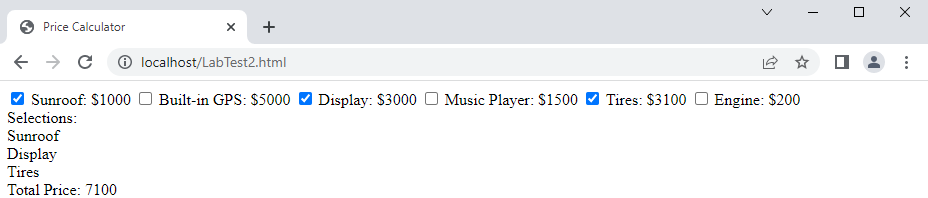 Price Calculator
localhost/LabTest2.html
Sunroof: $1000 Built-in GPS: $5000 Display: $3000 Music Player: $1500 Tires: $3100 Engine: $200
Selections:
Sunroof
Display
Tires
Total Price: 7100